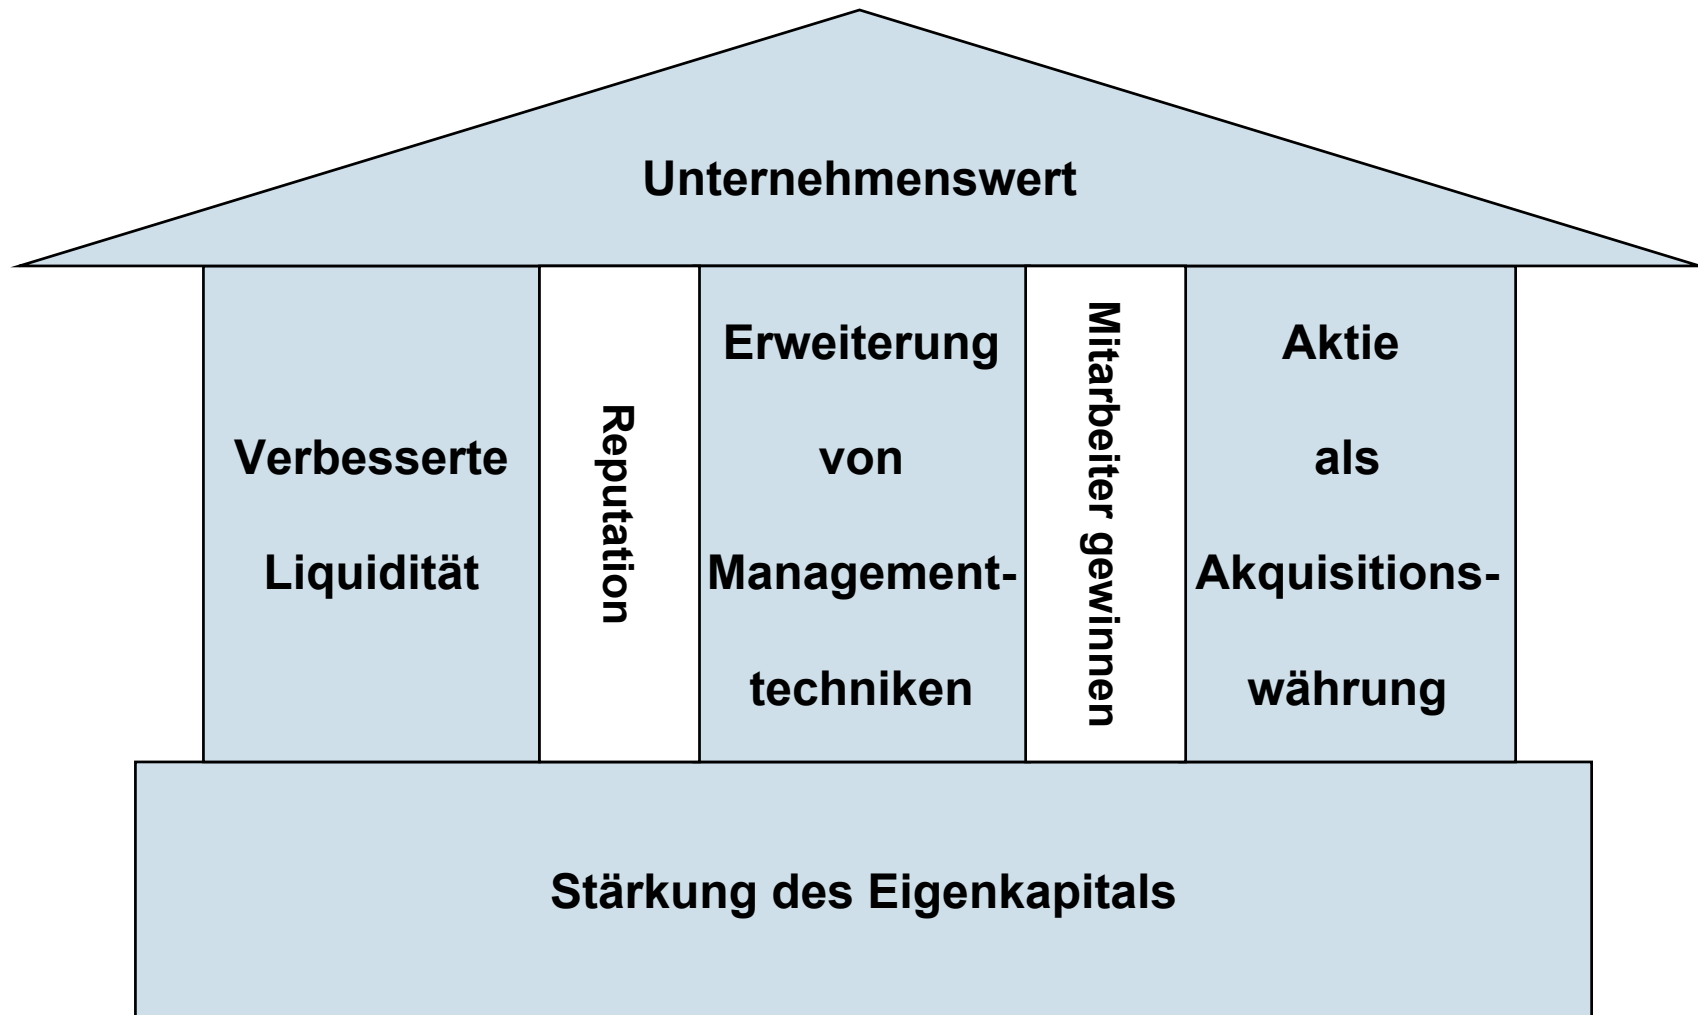 Unternehmenswert
Verbesserte
Liquidität
Reputation
Erweiterung
von
Management-
techniken
Mitarbeiter gewinnen
Aktie
als
Akquisitions-
währung
Stärkung des Eigenkapitals